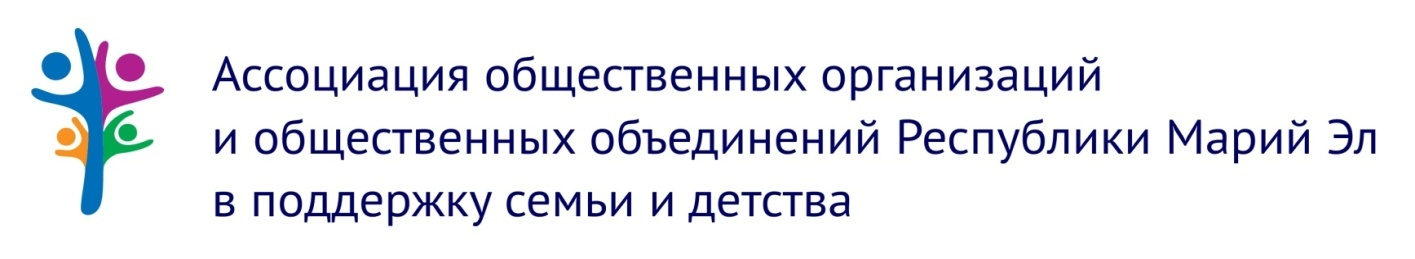 Ассоциация общественных организаций
и общественных объединений Республики Марий Эл
в поддержку семьи и детства